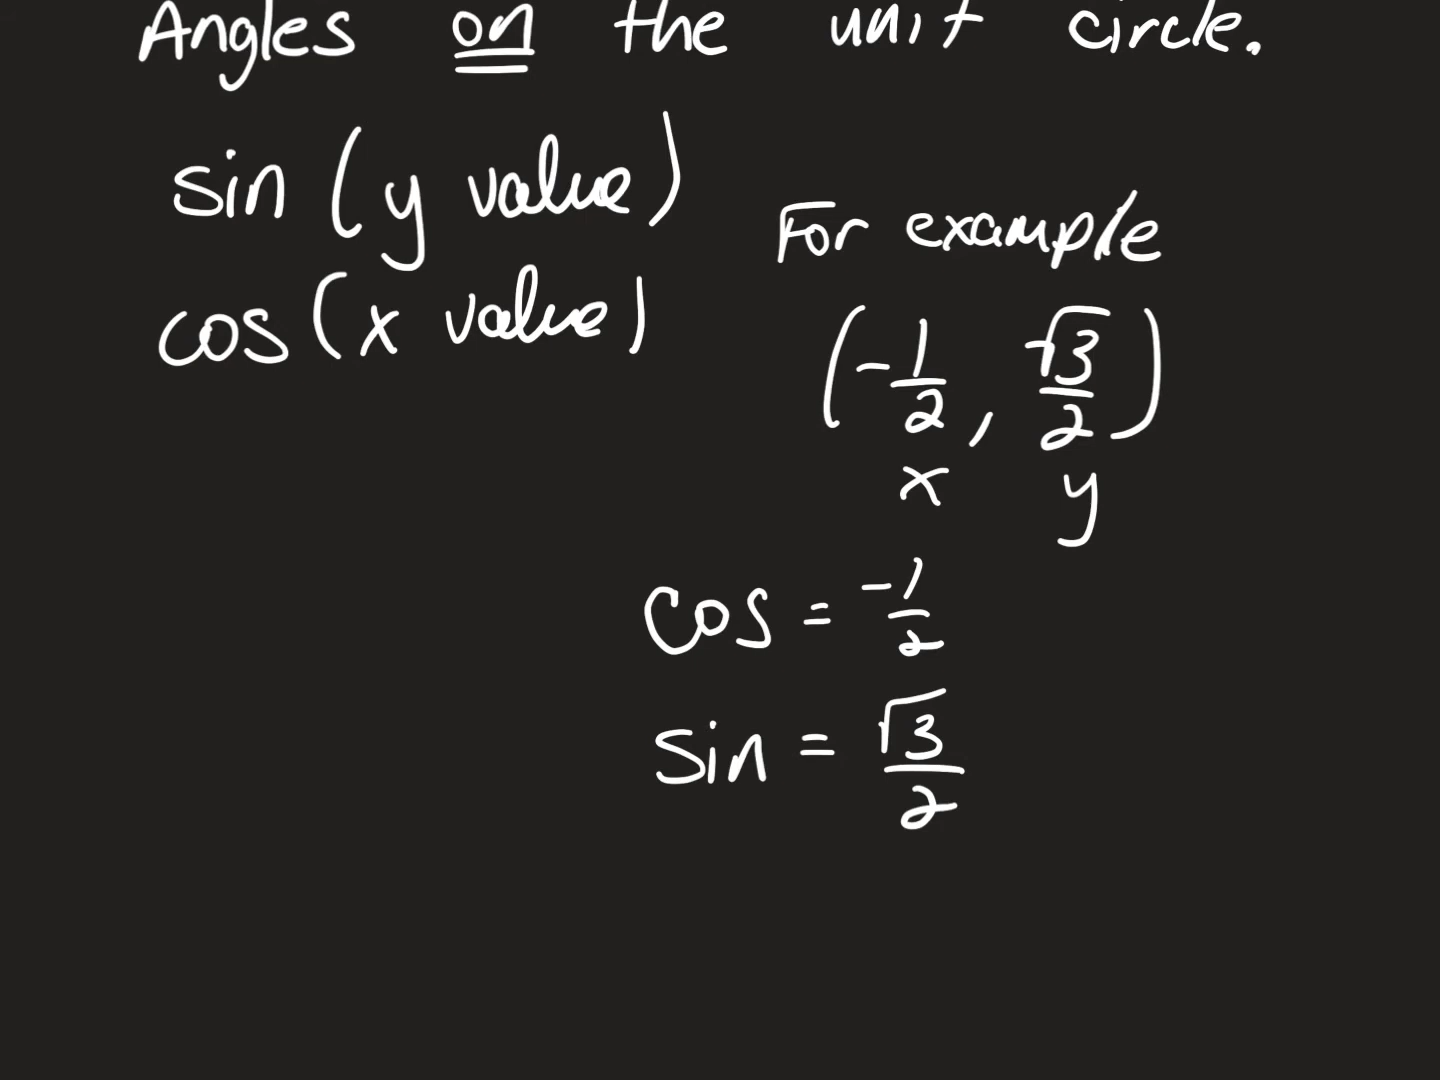 Angles on the unit circle.
sin (y value)
For example
cos (x value)
(-1/2, √3/2)
x y
cos = -1/2
sin = √3/2